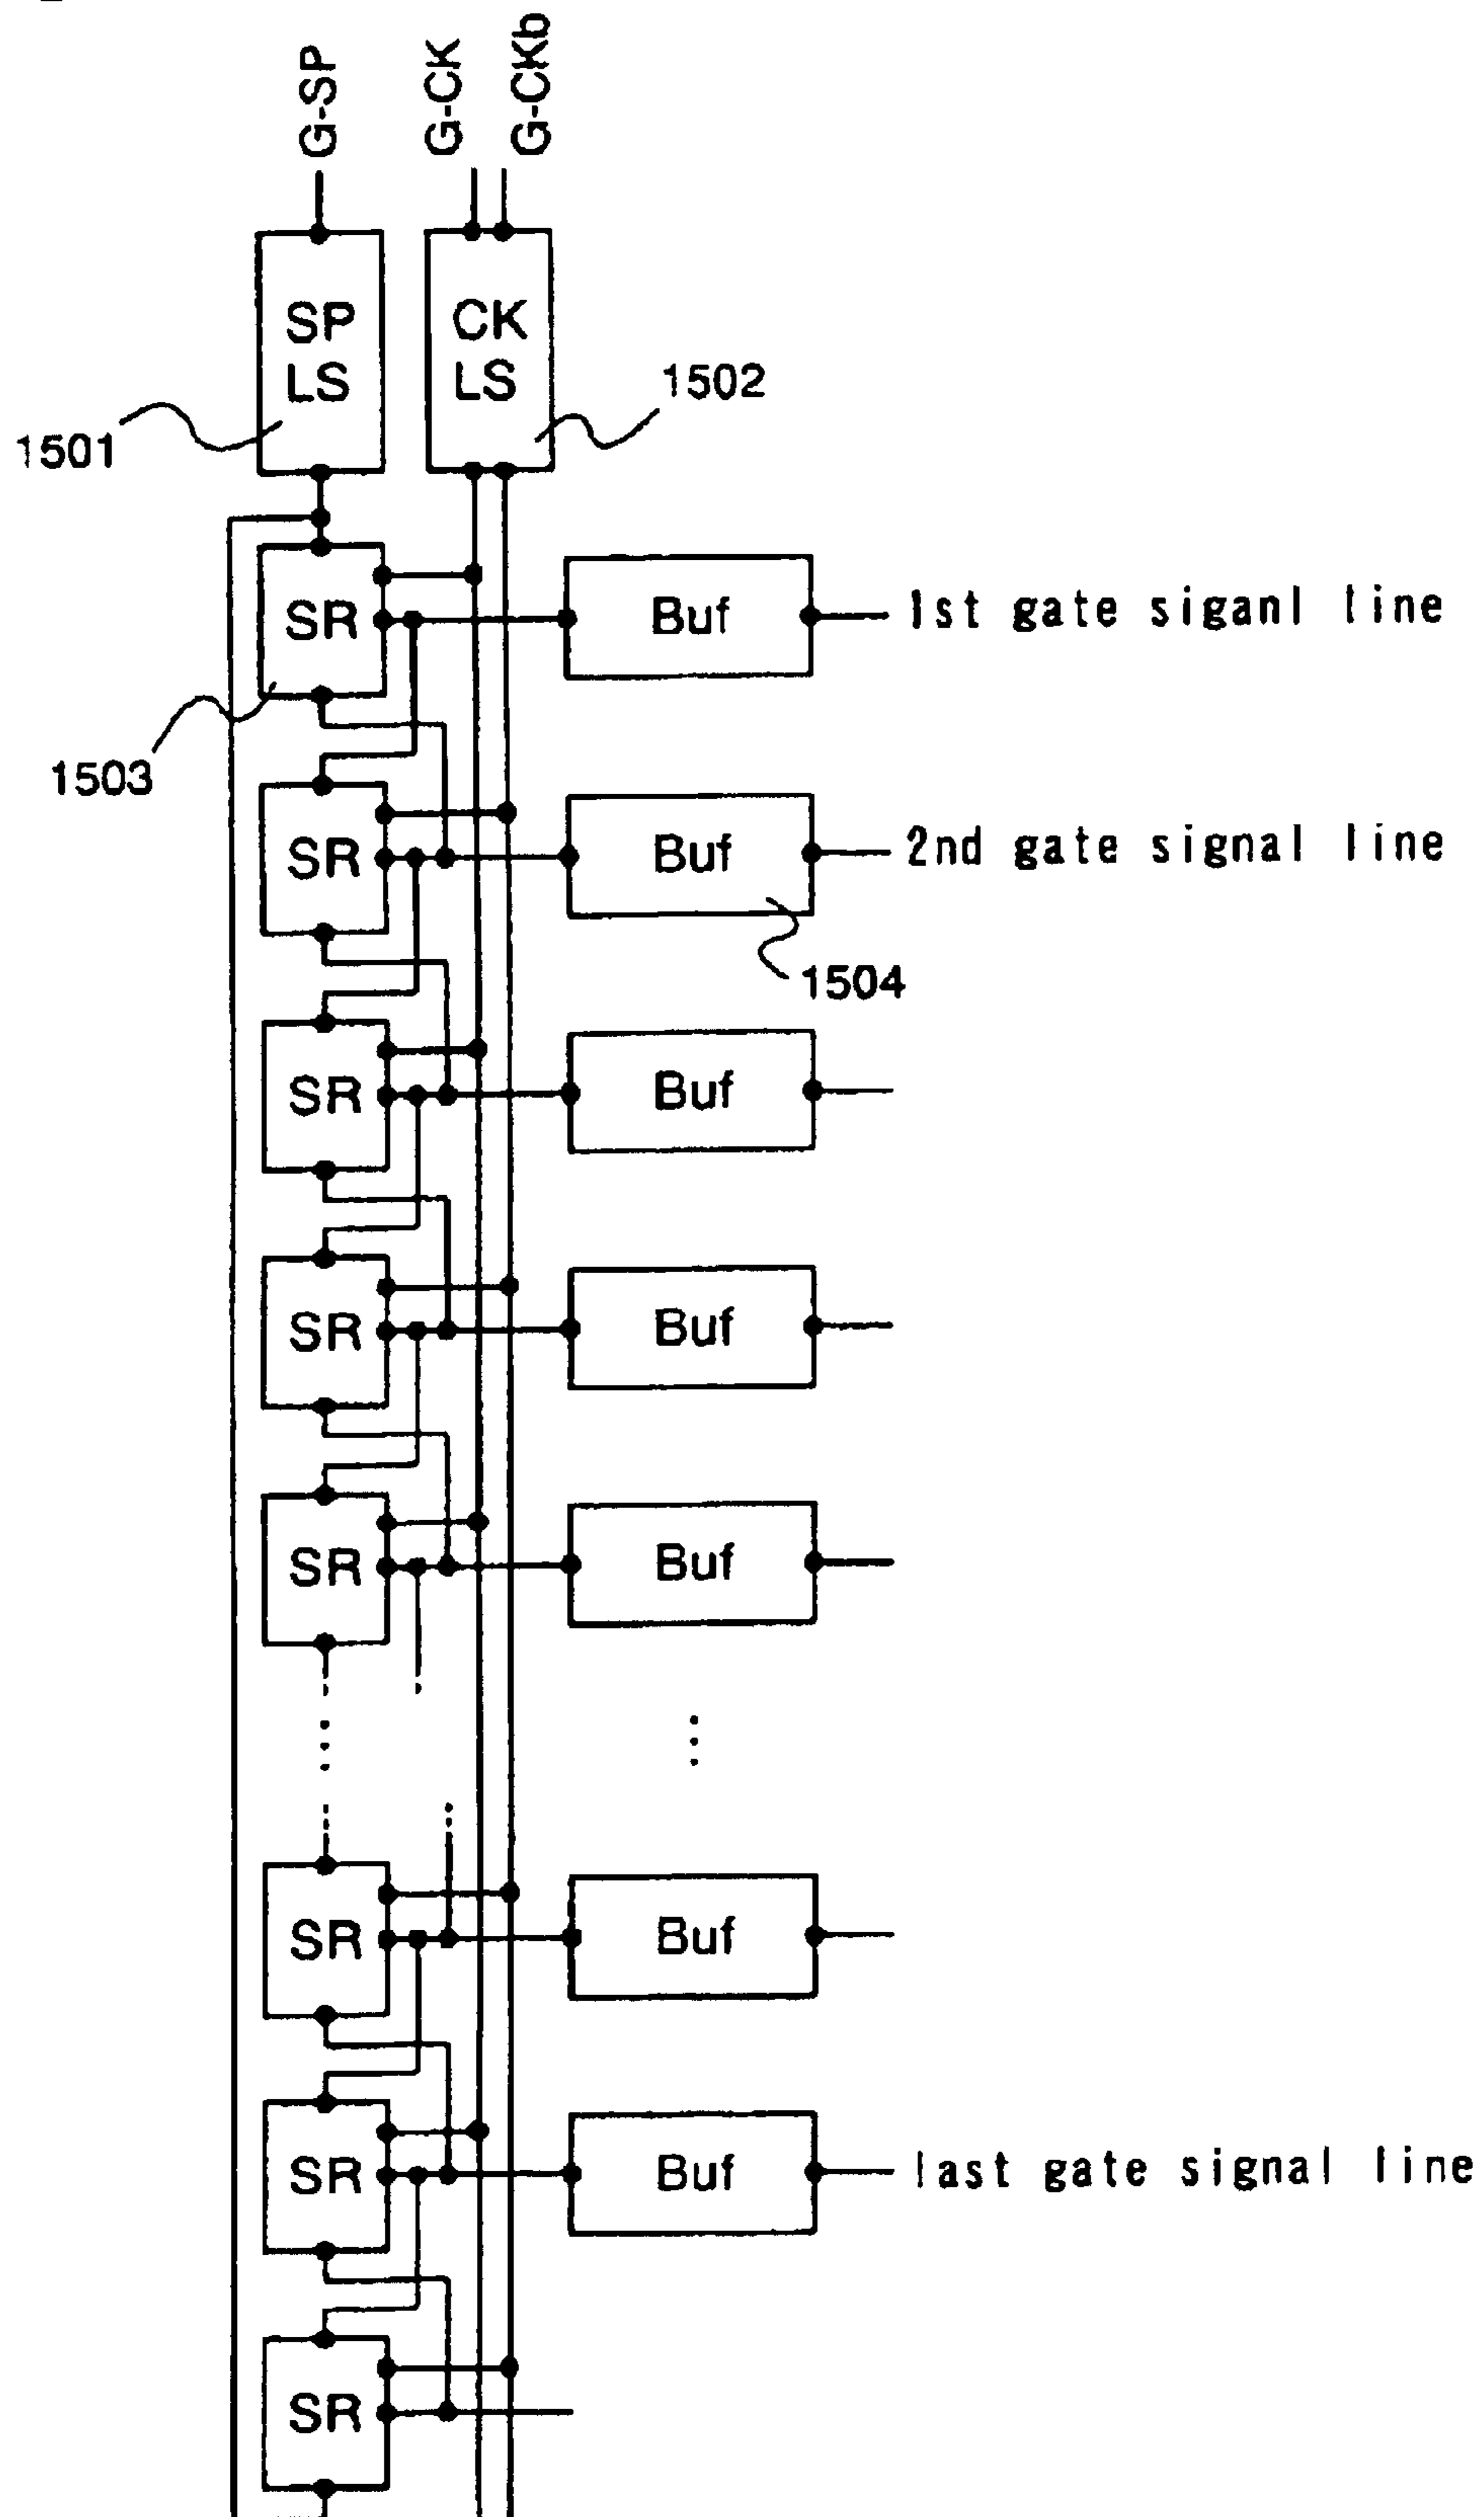 G-SP
G-CK
G-CKb
SP
LS
CK
LS
1501
1502
SR
Buf
1st gate siganl line
1503
SR
Buf
2nd gate signal line
1504
SR
Buf
SR
Buf
SR
Buf
SR
Buf
SR
Buf
last gate signal line
SR